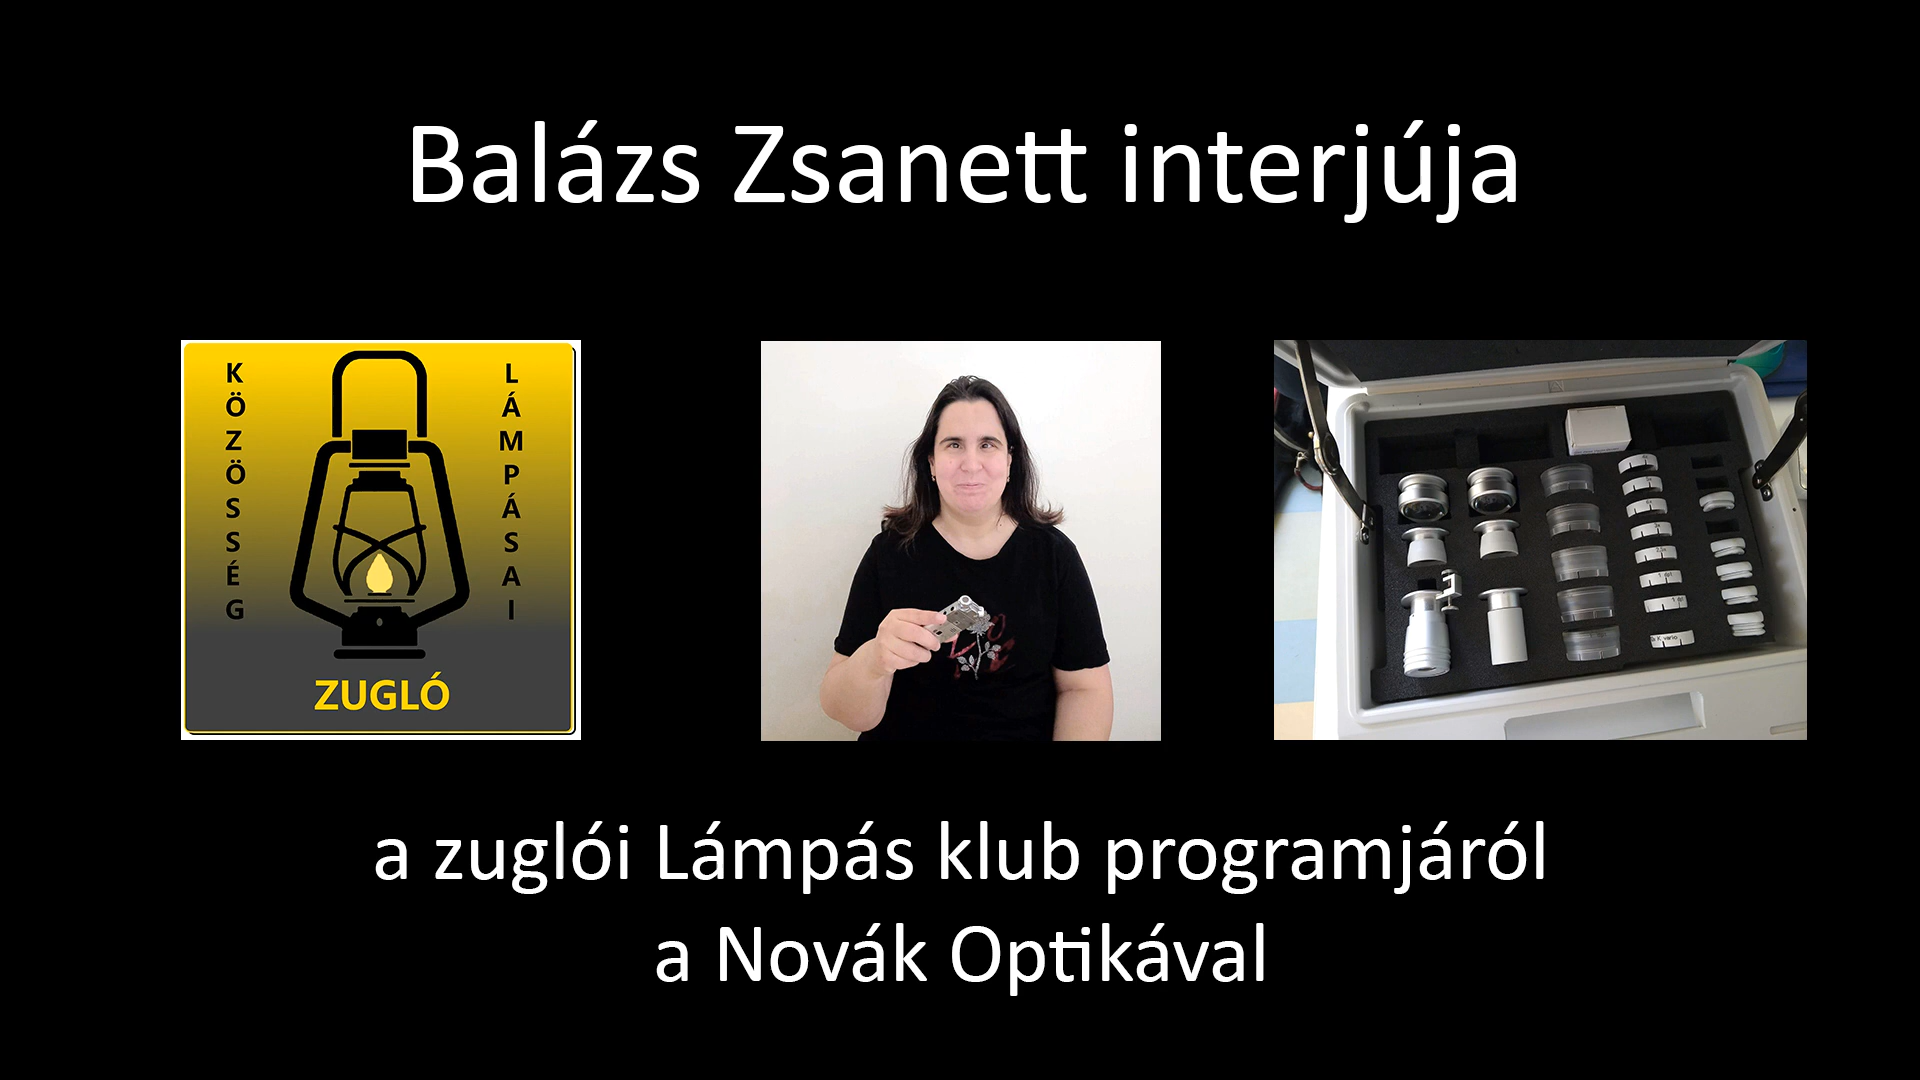 Balázs Zsanett interjúja
KÖZÖSSÉG
LÁMPÁSAI
ZUGLÓ
a zuglói Lámpás klub programjáról
a Novák Optikával